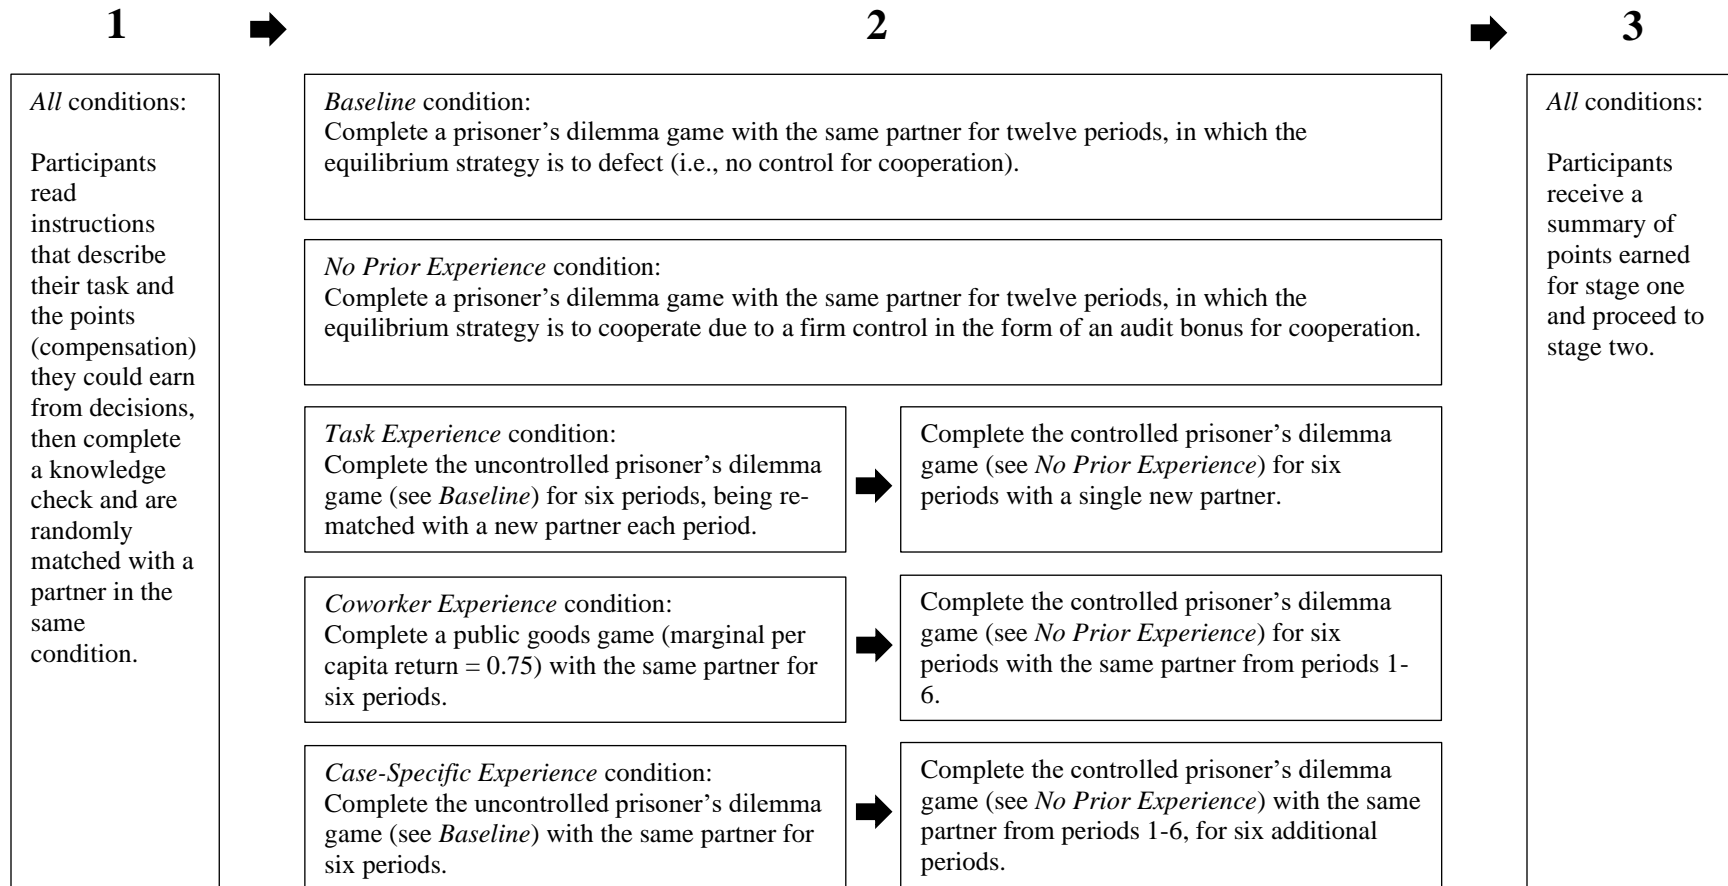 1
2
3
All conditions:
Participants
read
instructions
that describe
their task and
the points
(compensation)
they could earn
from decisions,
then complete
a knowledge
check and are
randomly
matched with a
partner in the
same
condition.
Baseline condition:
Complete a prisoner's dilemma game with the same partner for twelve periods, in which the
equilibrium strategy is to defect (i.e., no control for cooperation).
No Prior Experience condition:
Complete a prisoner's dilemma game with the same partner for twelve periods, in which the
equilibrium strategy is to cooperate due to a firm control in the form of an audit bonus for cooperation.
Task Experience condition:
Complete the uncontrolled prisoner's dilemma
game (see Baseline) for six periods, being re-
matched with a new partner each period.
Complete the controlled prisoner's dilemma
game (see No Prior Experience) for six
periods with a single new partner.
Coworker Experience condition:
Complete a public goods game (marginal per
capita return = 0.75) with the same partner for
six periods.
Complete the controlled prisoner's dilemma
game (see No Prior Experience) for six
periods with the same partner from periods 1-
6.
Case-Specific Experience condition:
Complete the uncontrolled prisoner's dilemma
game (see Baseline) with the same partner for
six periods.
Complete the controlled prisoner's dilemma
game (see No Prior Experience) with the same
partner from periods 1-6, for six additional
periods.
All conditions:
Participants
receive a
summary of
points earned
for stage one
and proceed to
stage two.